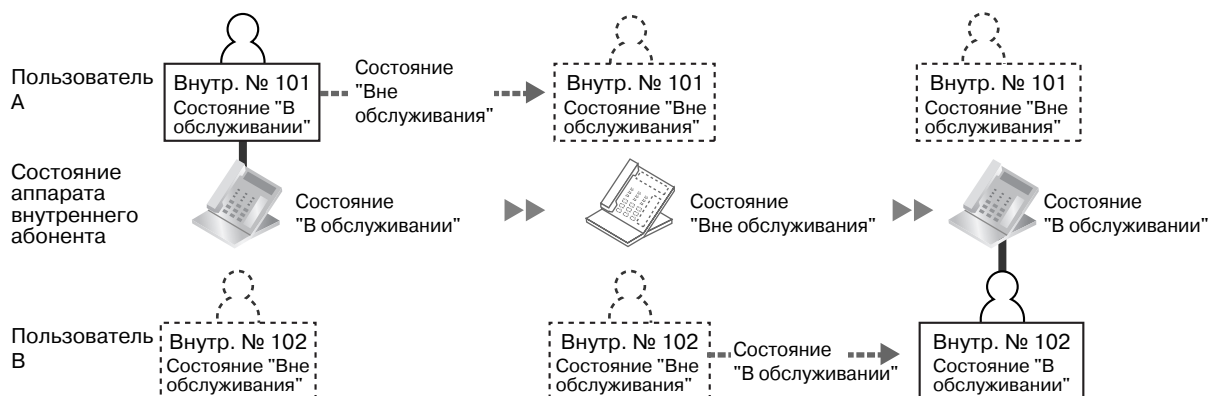 Пользователь
А
Внутр. № 101
Состояние "В
обслуживании"
Состояние
"Вне
обслуживания"
Внутр. № 101
Состояние "Вне
обслуживания"
Внутр. № 101
Состояние "Вне
обслуживания"
Состояние
аппарата
внутреннего
абонента
Состояние
"В обслуживании"
Состояние
"Вне обслуживания"
Состояние
"В обслуживании"
Пользователь
В
Внутр. № 102
Состояние "Вне
обслуживания"
Внутр. № 102
Состояние "Вне
обслуживания"
Состояние
"В обслуживании"
Внутр. № 102
Состояние "В
обслуживании"